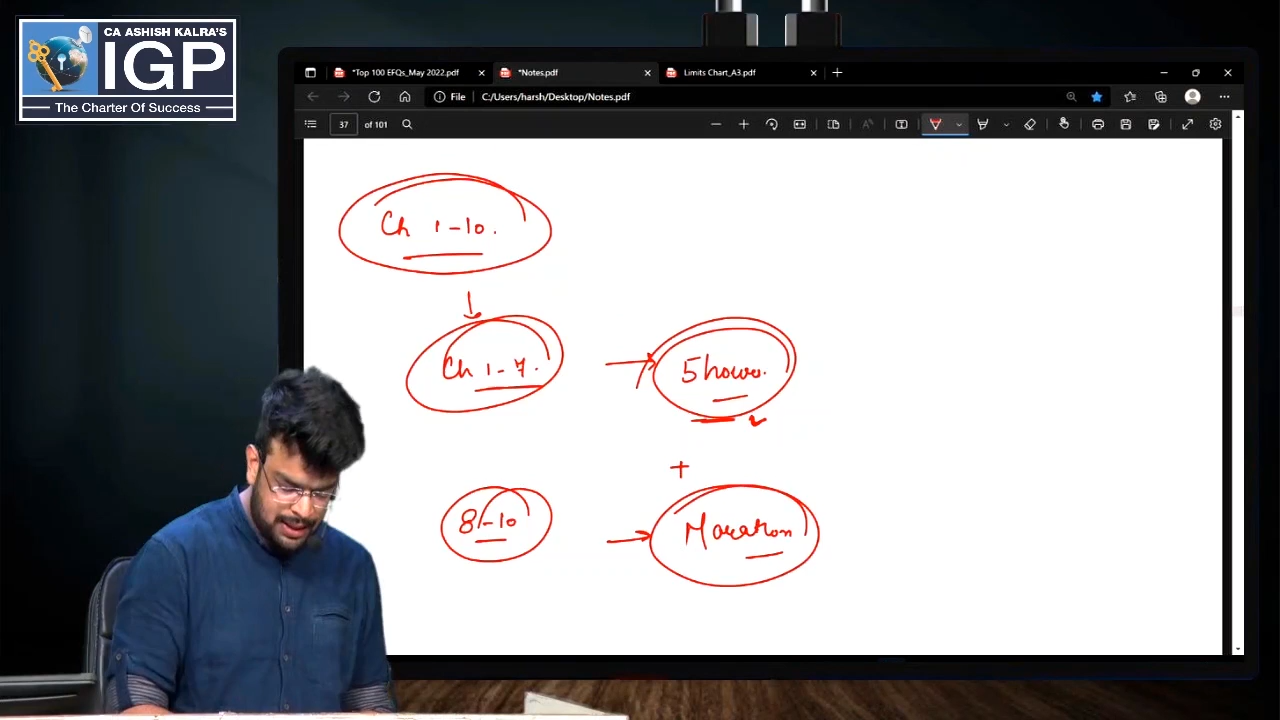 CA ASHISH KALRA'S
IGP
The Charter Of Success
*Top 100 EFQs_May 2022.pdf
*Notes.pdf
Limits Chart_A3.pdf
File
C:/Users/harsh/Desktop/Notes.pdf
37 of 101
Ch 1-10.
Ch 1-7.
5 hours.
+
8-10
Maraton